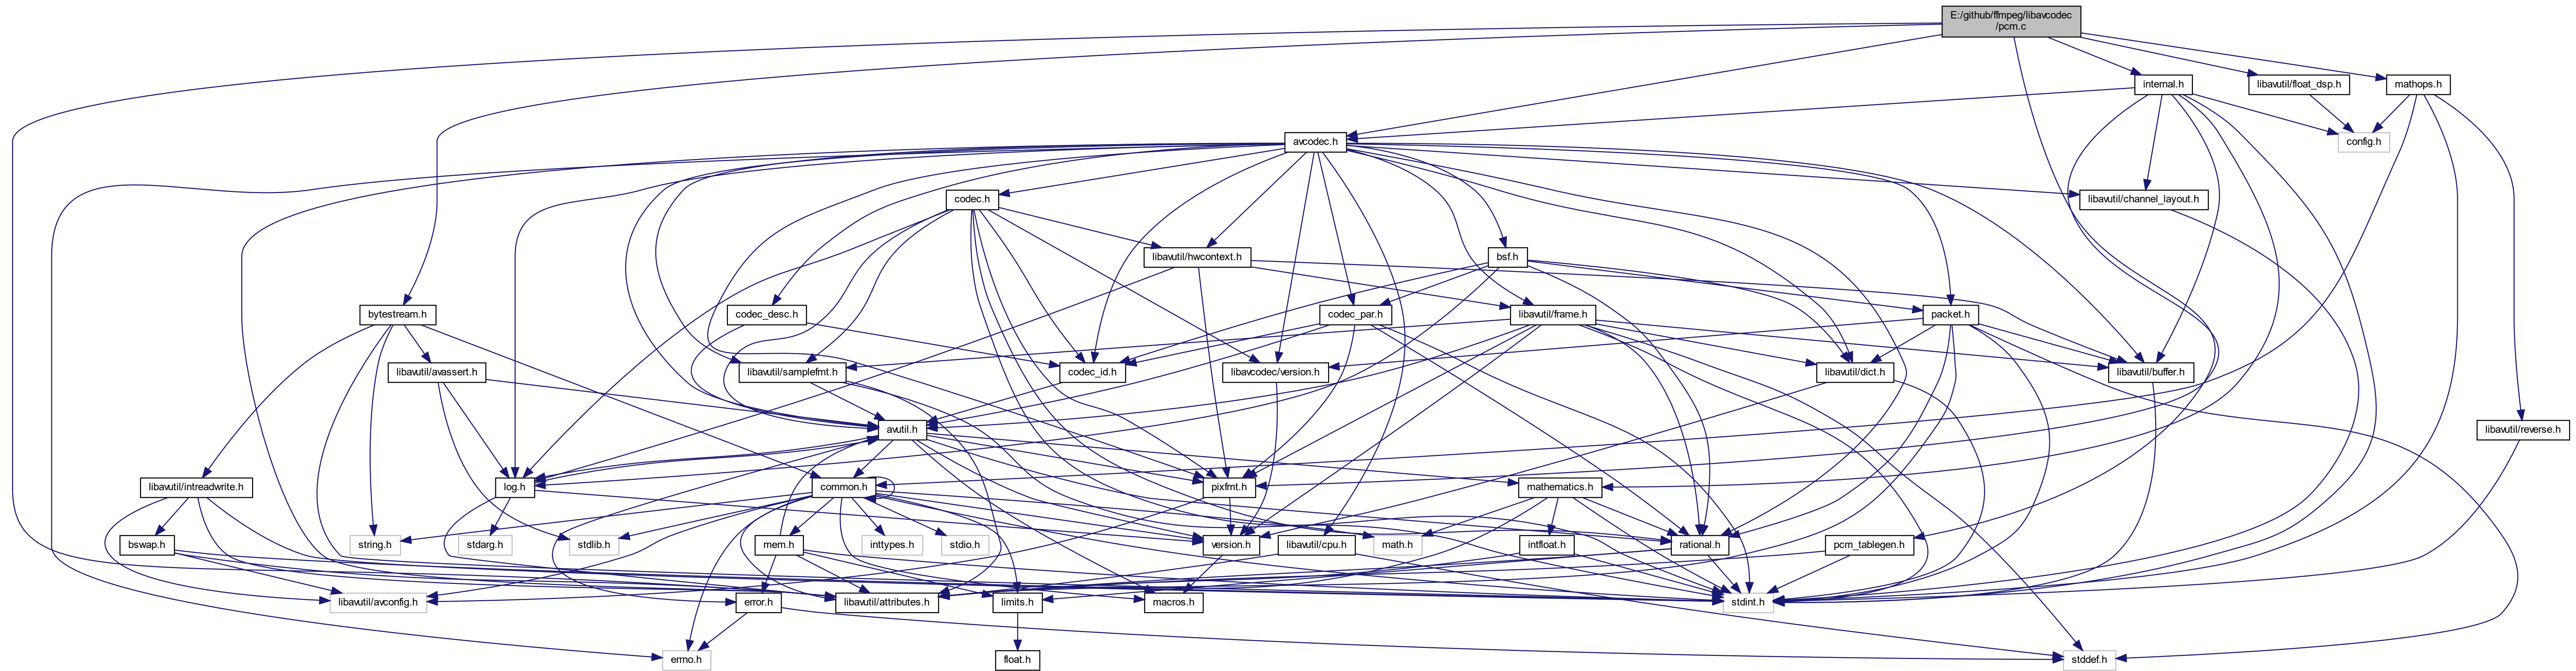 E:/github/ffmpeg/libavcodec
/pcm.c
internal.h
libavutil/float_dsp.h
mathops.h
avcodec.h
config.h
codec.h
libavutil/channel_layout.h
libavutil/hwcontext.h
bsf.h
bytestream.h
codec_desc.h
codec_par.h
libavutil/frame.h
packet.h
libavutil/avassert.h
libavutil/samplefmt.h
codec_id.h
libavcodec/version.h
libavutil/dict.h
libavutil/buffer.h
avutil.h
libavutil/reverse.h
libavutil/intreadwrite.h
log.h
common.h
pixfmt.h
mathematics.h
bswap.h
string.h
stdarg.h
stdlib.h
mem.h
inttypes.h
stdio.h
version.h
libavutil/cpu.h
math.h
intfloat.h
rational.h
pcm_tablegen.h
libavutil/avconfig.h
error.h
libavutil/attributes.h
limits.h
macros.h
stdint.h
errno.h
float.h
stddef.h